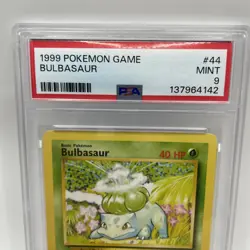 1999 POKEMON GAME #44
BULBASAUR MINT
9
PSA 137964142
Basic Pokémon
Bulbasaur 40 HP